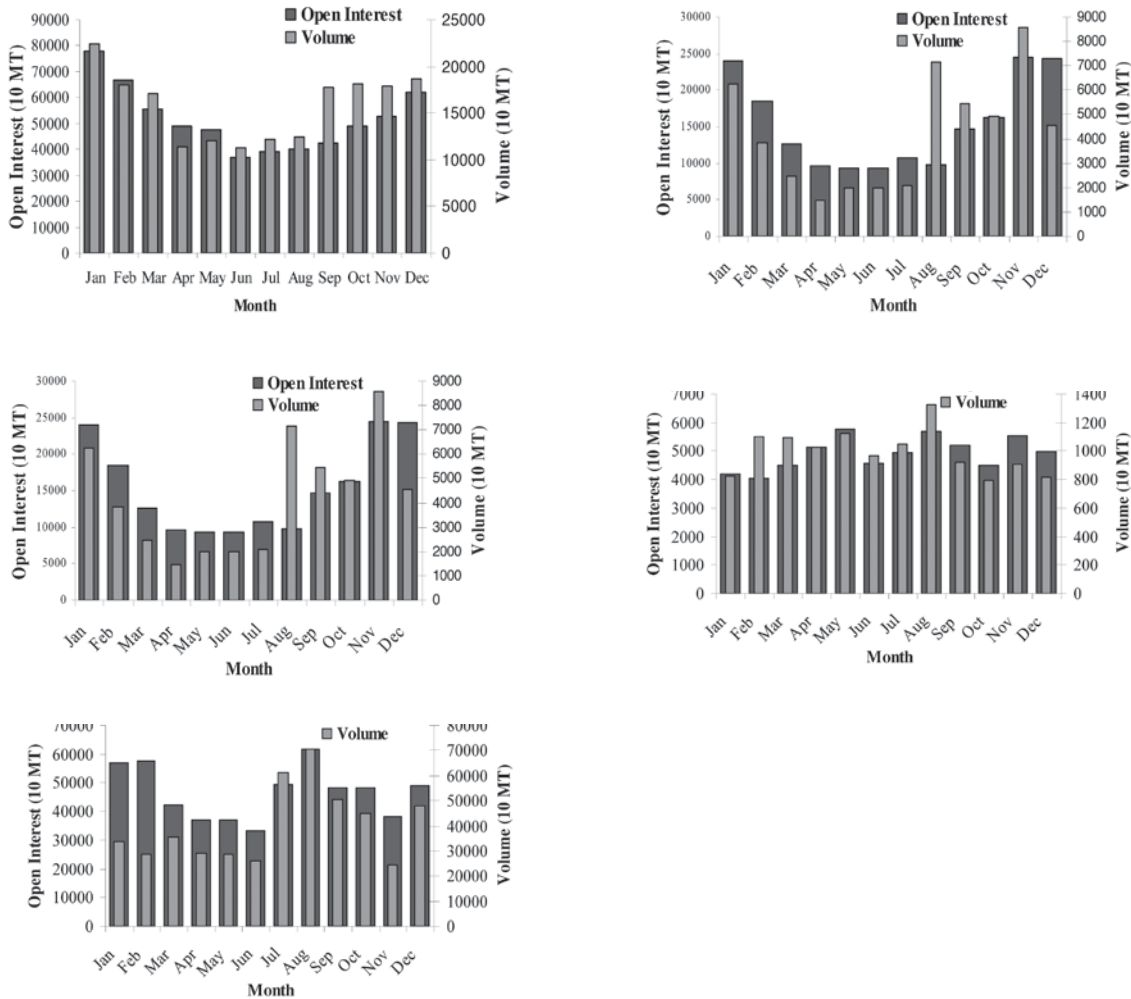 Open Interest
Volume
Open Interest (10 MT)
90000
80000
70000
60000
50000
40000
30000
20000
10000
0
25000
20000
15000
10000
5000
0
Volume (10 MT)
Jan Feb Mar Apr May Jun Jul Aug Sep Oct Nov Dec
Month
Open Interest
Volume
Open Interest (10 MT)
30000
25000
20000
15000
10000
5000
0
9000
8000
7000
6000
5000
4000
3000
2000
1000
0
Volume (10 MT)
Jan Feb Mar Apr May Jun Jul Aug Sep Oct Nov Dec
Month
Open Interest
Volume
Open Interest (10 MT)
30000
25000
20000
15000
10000
5000
0
9000
8000
7000
6000
5000
4000
3000
2000
1000
0
Volume (10 MT)
Jan Feb Mar Apr May Jun Jul Aug Sep Oct Nov Dec
Month
Volume
Open Interest (10 MT)
7000
6000
5000
4000
3000
2000
1000
0
1400
1200
1000
800
600
400
200
0
Volume (10 MT)
Jan Feb Mar Apr May Jun Jul Aug Sep Oct Nov Dec
Month
Volume
Open Interest (10 MT)
70000
60000
50000
40000
30000
20000
10000
0
80000
70000
60000
50000
40000
30000
20000
10000
0
Volume (10 MT)
Jan Feb Mar Apr May Jun Jul Aug Sep Oct Nov Dec
Month